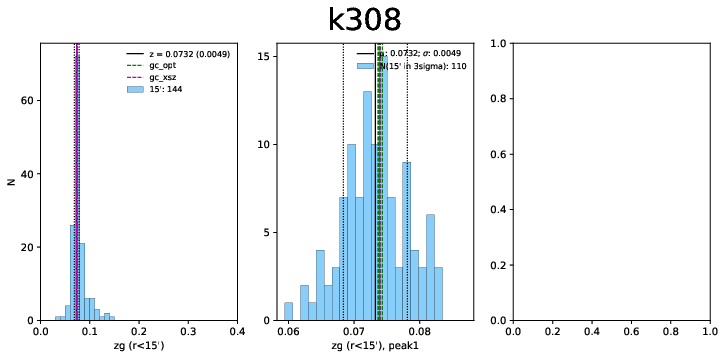 k308
z = 0.0732 (0.0049)
gc_opt
gc_xsz
15': 144
N
60
40
20
0
0.0 0.1 0.2 0.3 0.4
zg (r<15')
: 0.0732; σ: 0.0049
N(15' in 3sigma): 110
15
10
5
0
0.06 0.07 0.08
zg (r<15'), peak1
1.0
0.8
0.6
0.4
0.2
0.0
0.0 0.2 0.4 0.6 0.8 1.0